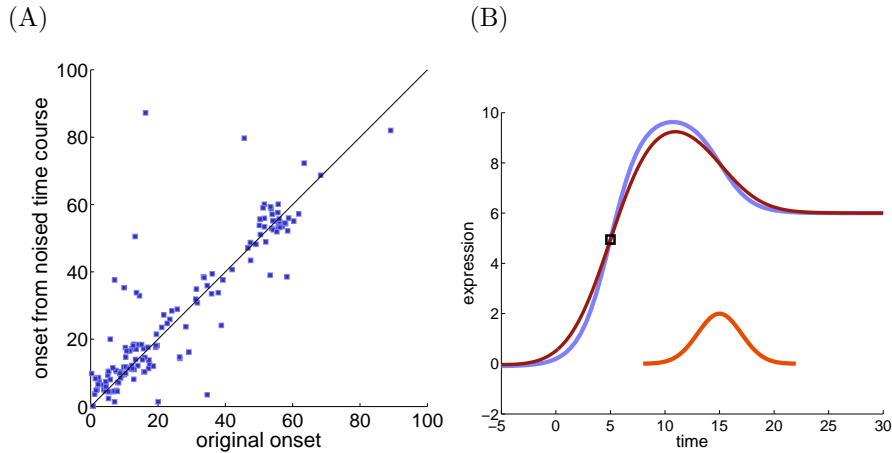 (A)
(B)
onset from noised time course
100
80
60
40
20
0
0 20 40 60 80 100
original onset
expression
10
8
6
4
2
0
−2
−5 0 5 10 15 20 25 30
time